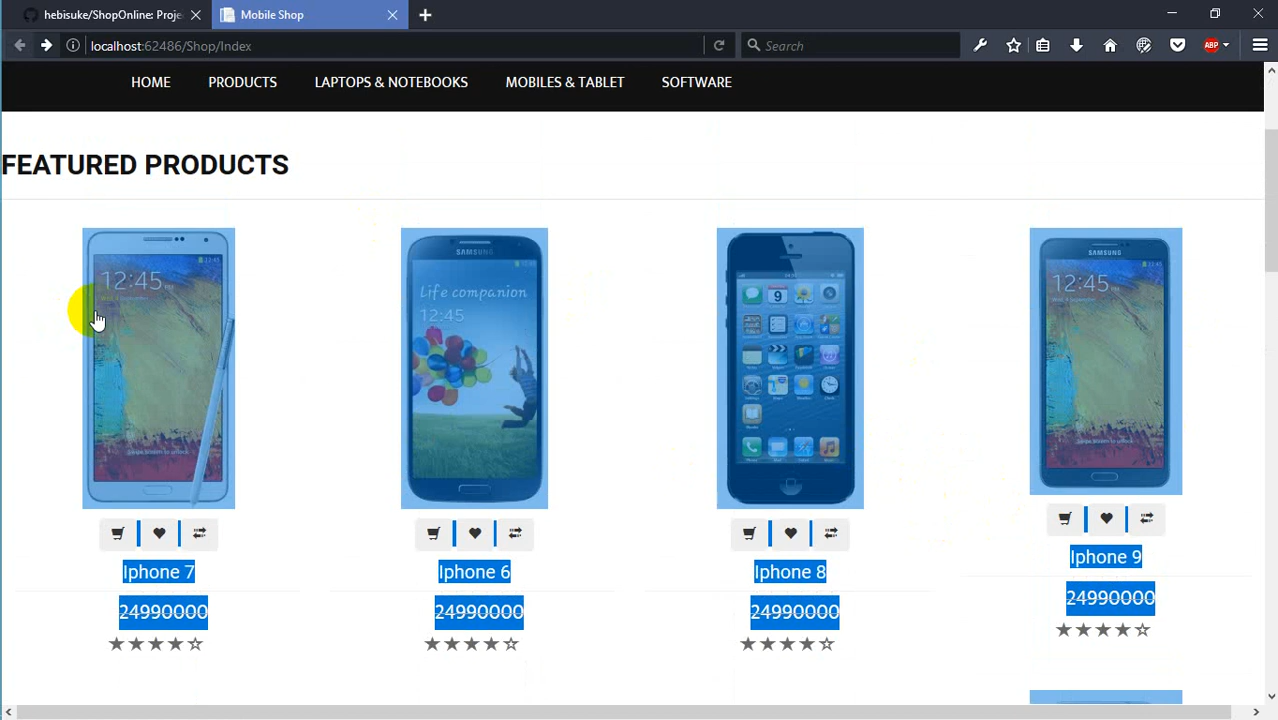 hebisuke/ShopOnline: Proje
Mobile Shop
localhost:62486/Shop/Index
Search
ABP
HOME PRODUCTS LAPTOPS & NOTEBOOKS MOBILES & TABLET SOFTWARE
FEATURED PRODUCTS
12:45
SAMSUNG
Life companion
12:45
9
SAMSUNG
12:45
Iphone 7 Iphone 6 Iphone 8 Iphone 9
24990000 24990000 24990000 24990000